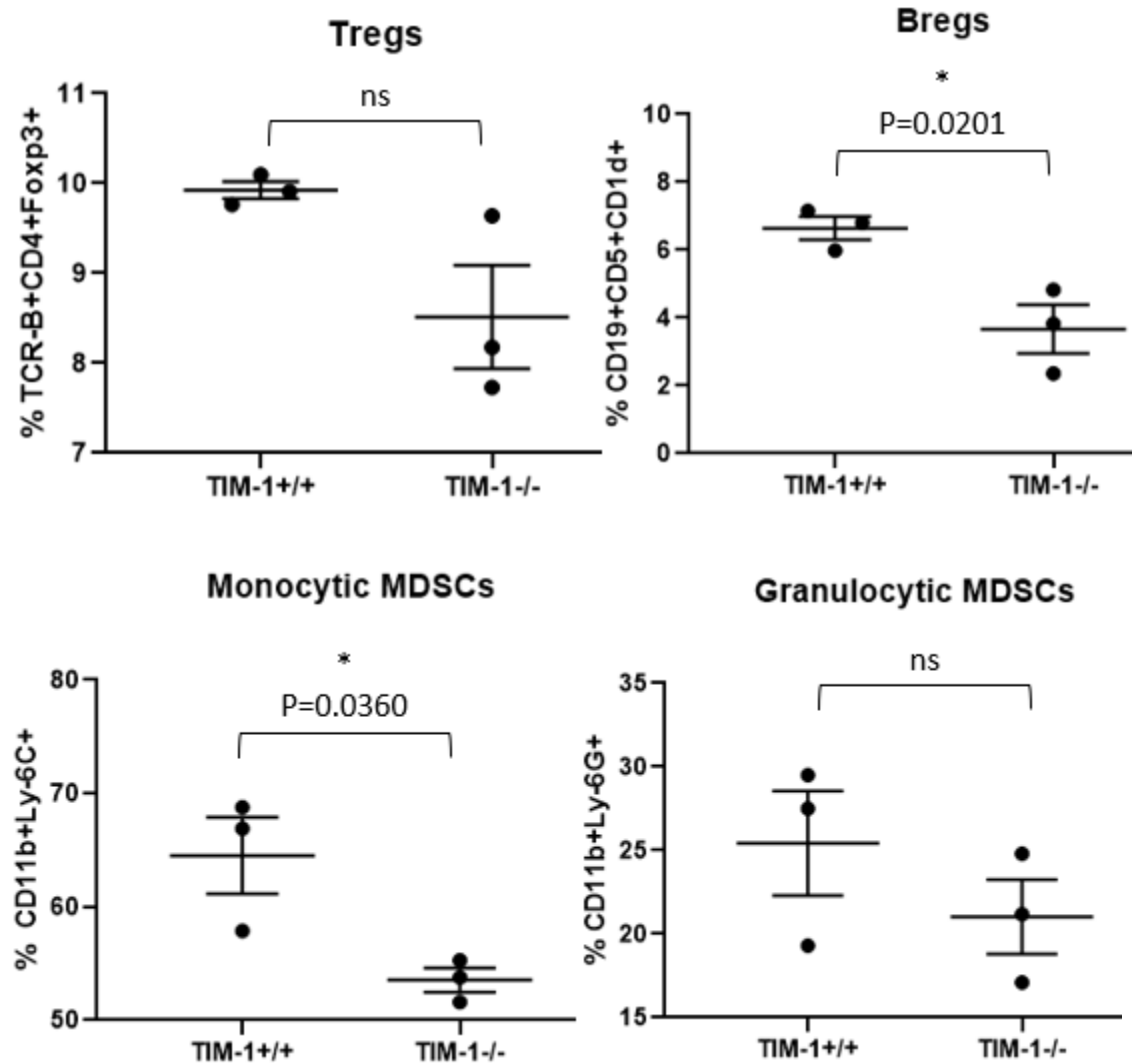 Tregs
ns
% TCR-B+CD4+Foxp3+
11
10
9
8
7
TIM-1+/+ TIM-1-/-
Bregs
*
P=0.0201
% CD19+CD5+CD1d+
10
8
6
4
2
0
TIM-1+/+ TIM-1-/-
Monocytic MDSCs
*
P=0.0360
% CD11b+Ly-6C+
80
70
60
50
TIM-1+/+ TIM-1-/-
Granulocytic MDSCs
ns
% CD11b+Ly-6G+
35
30
25
20
15
TIM-1+/+ TIM-1-/-